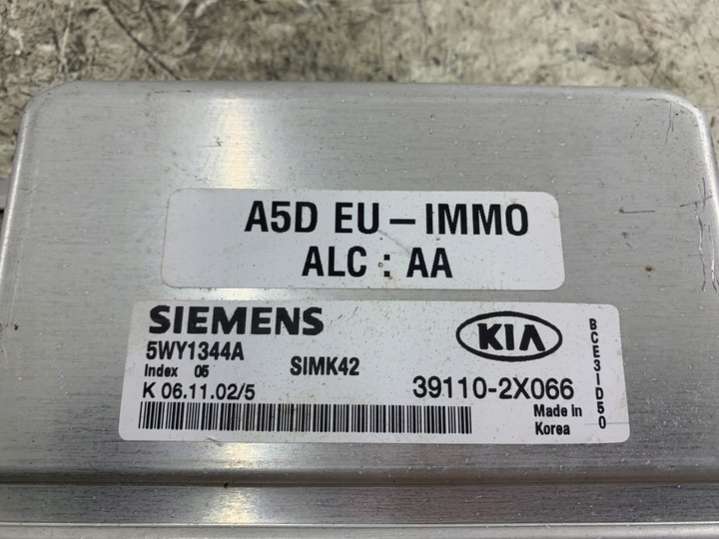 A5D EU – IMMO
ALC : AA
SIEMENS
KIA
5WY1344A
SIMK42
Index 05
39110-2X066
K 06.11.02/5
Made in
Korea
BCE3ID50